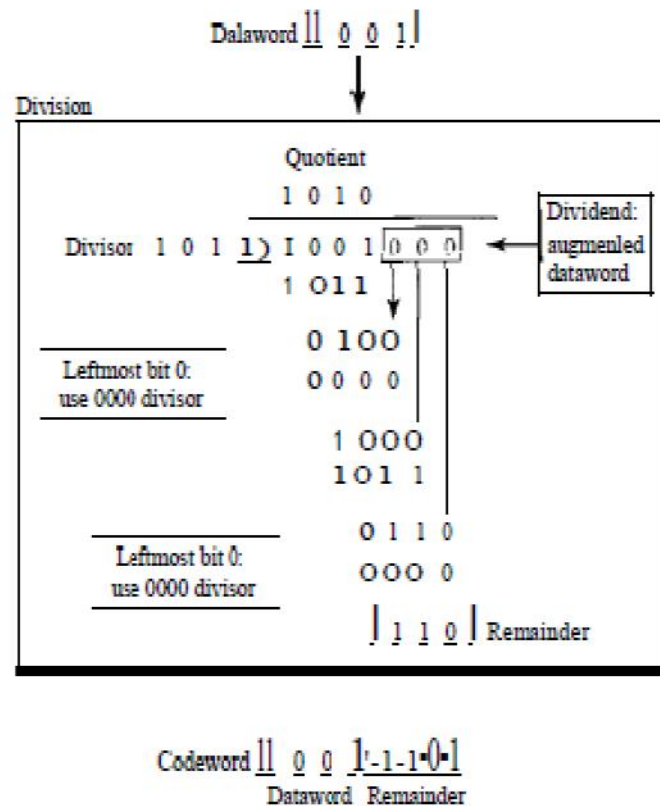 Dalaword 1 0 0 1
Division
Quotient
1 0 1 0
Dividend:
augmenled
dataword
Divisor 1 0 1 1) 1 0 0 1 0 0 0
1 0 1 1
0 1 0 0
Leftmost bit 0:
use 0000 divisor
0 0 0 0
1 0 0 0
1 0 1 1
0 1 1 0
Leftmost bit 0:
use 0000 divisor
0 0 0 0
1 1 0 Remainder
Codeword 1 0 0 1 1 1 0
Dataword Remainder